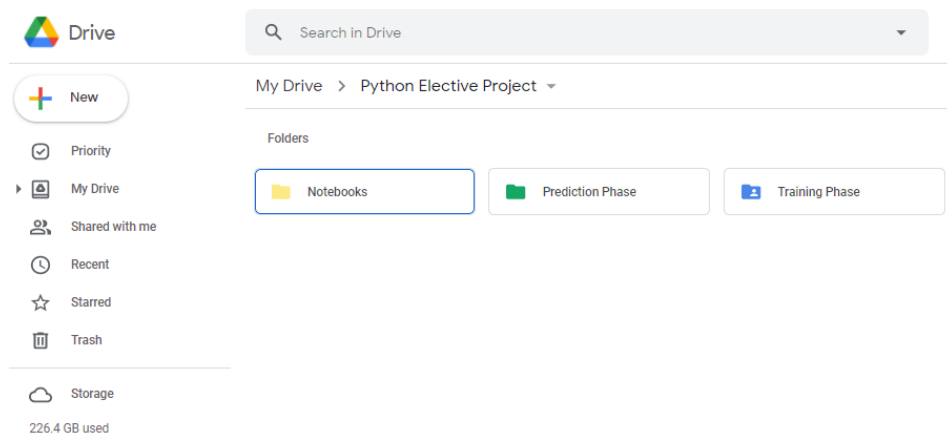 Drive
Search in Drive
New
My Drive > Python Elective Project
Priority
My Drive
Shared with me
Recent
Starred
Trash
Storage
226.4 GB used
Folders
Notebooks
Prediction Phase
Training Phase